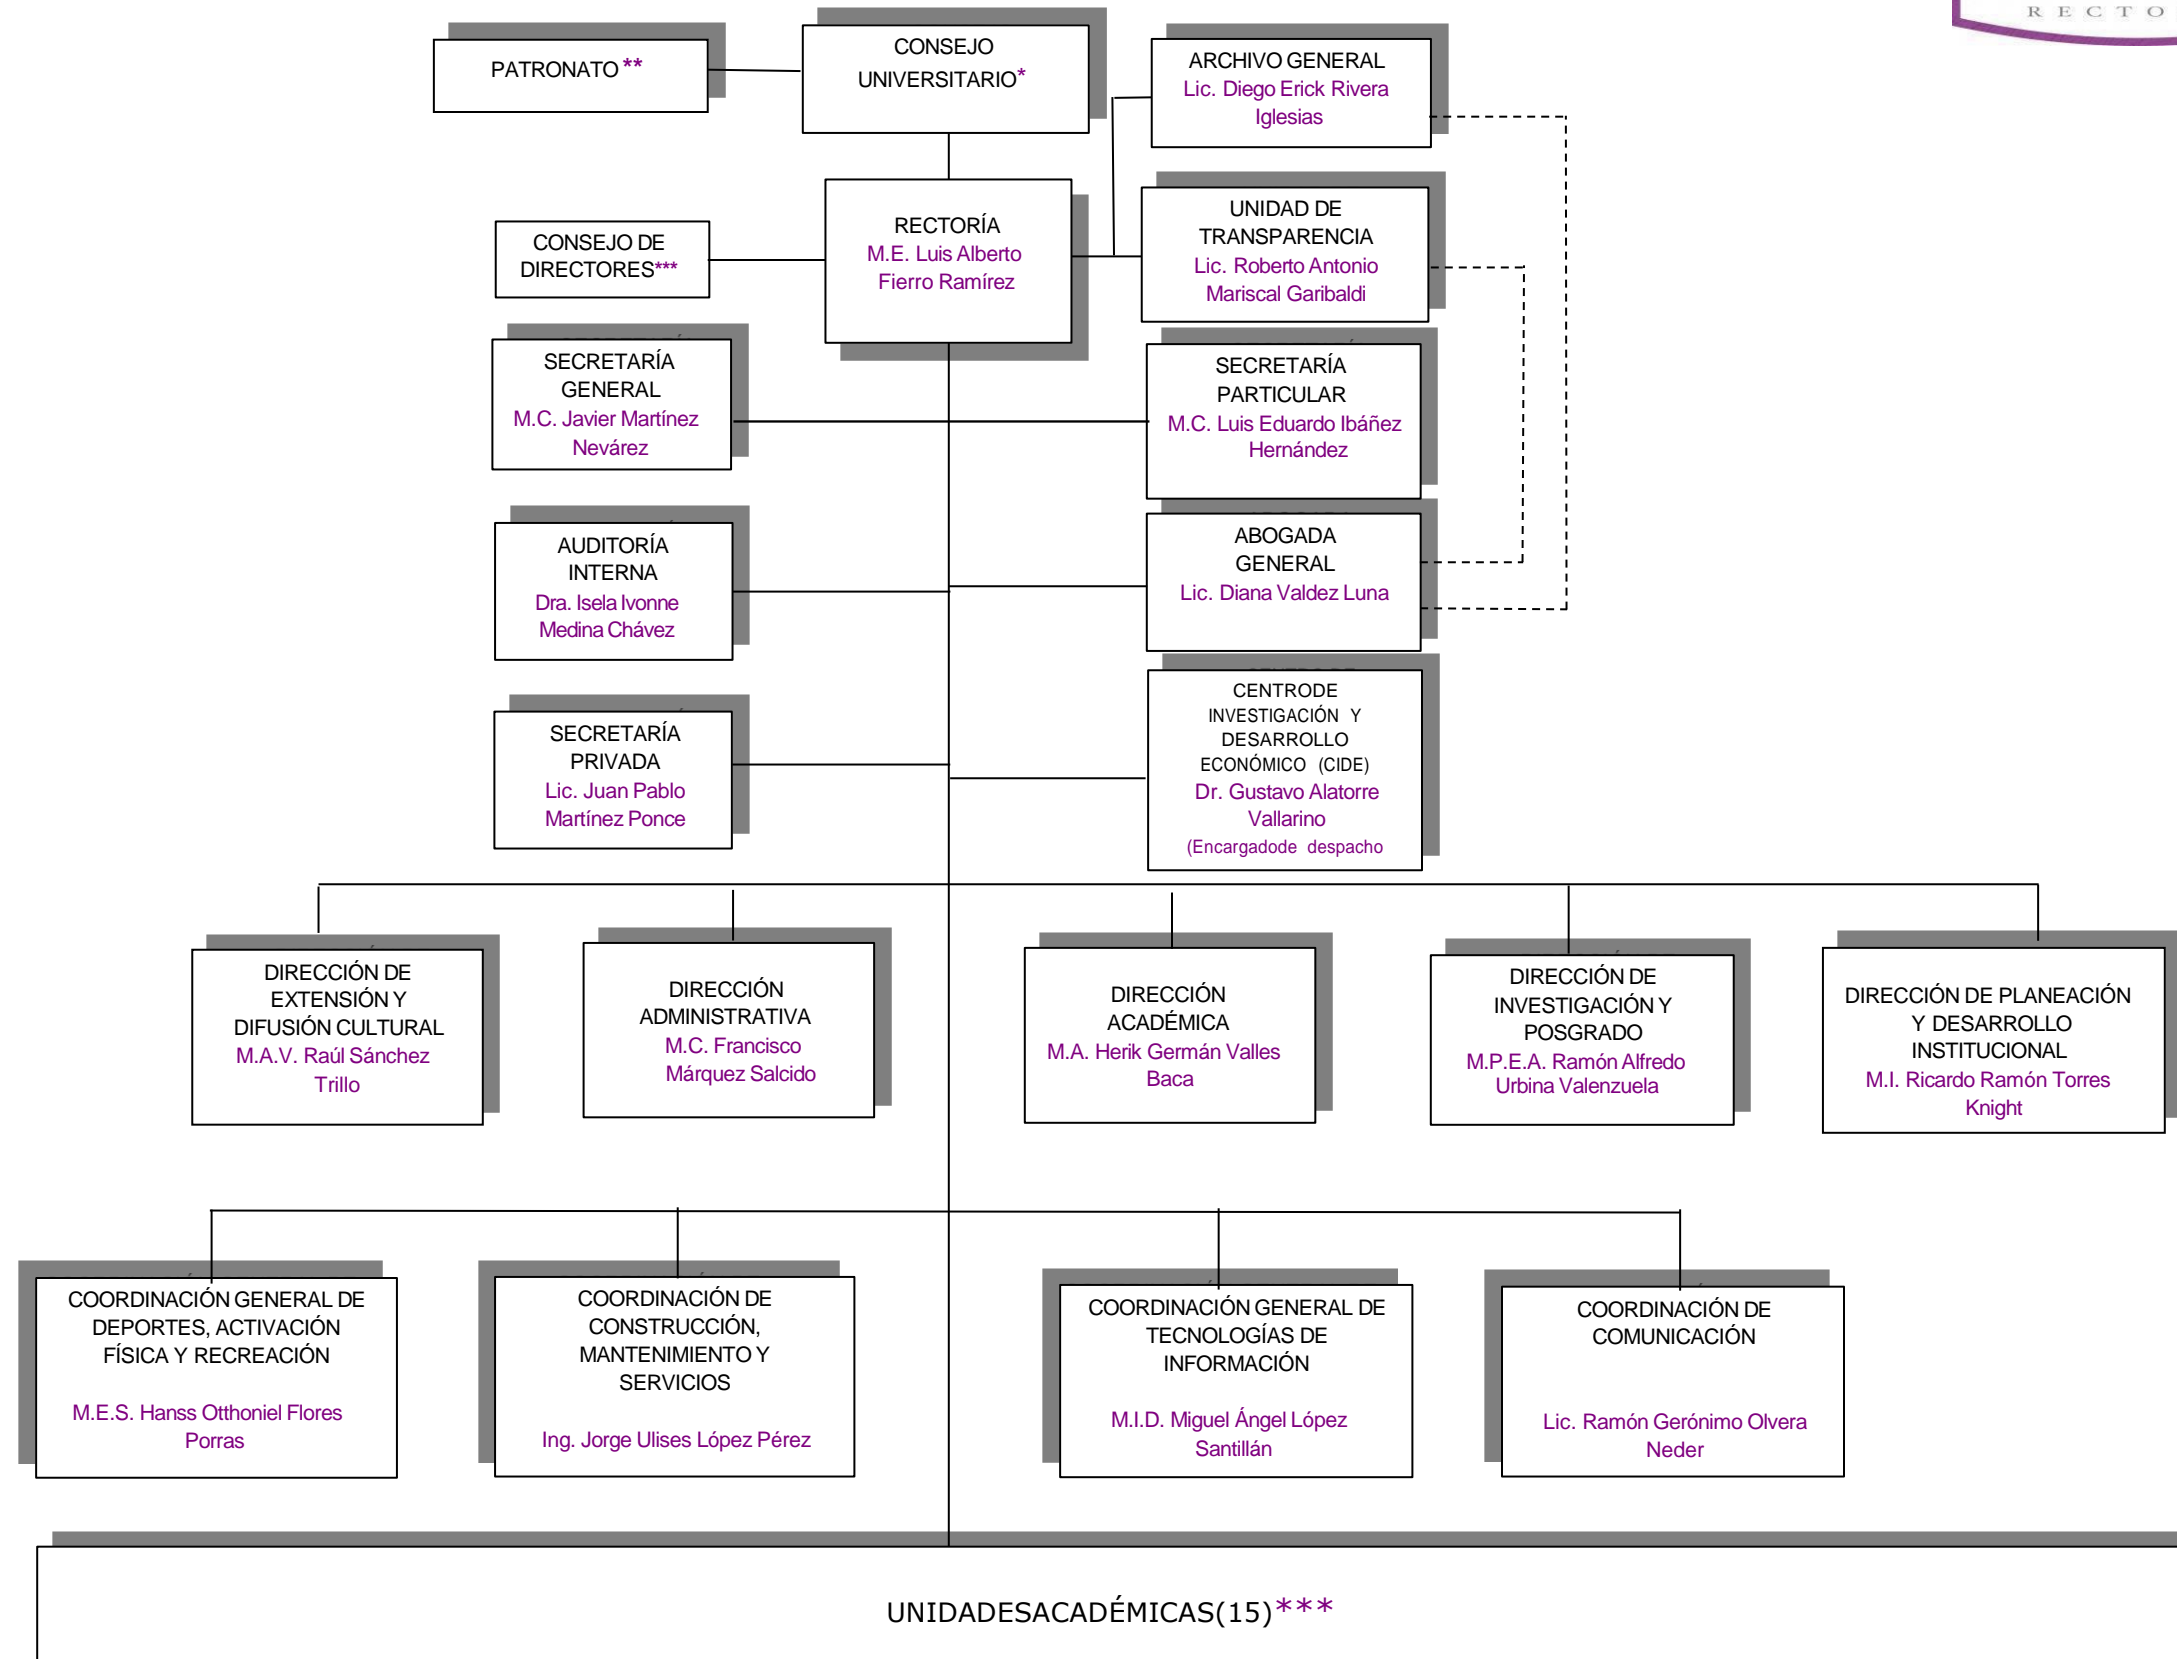 RECTO
PATRONATO**
CONSEJO
UNIVERSITARIO*
ARCHIVO GENERAL
Lic. Diego Erick Rivera
Iglesias
CONSEJO DE
DIRECTORES***
RECTORÍA
M.E. Luis Alberto
Fierro Ramírez
UNIDAD DE
TRANSPARENCIA
Lic. Roberto Antonio
Mariscal Garibaldi
SECRETARÍA
GENERAL
M.C. Javier Martínez
Nevárez
SECRETARÍA
PARTICULAR
M.C. Luis Eduardo Ibáñez
Hernández
AUDITORÍA
INTERNA
Dra. Isela Ivonne
Medina Chávez
ABOGADA
GENERAL
Lic. Diana Valdez Luna
SECRETARÍA
PRIVADA
Lic. Juan Pablo
Martínez Ponce
CENTRODE
INVESTIGACIÓN Y
DESARROLLO
ECONÓMICO (CIDE)
Dr. Gustavo Alatorre
Vallarino
(Encargadode despacho
DIRECCIÓN DE
EXTENSIÓN Y
DIFUSIÓN CULTURAL
M.A.V. Raúl Sánchez
Trillo
DIRECCIÓN
ADMINISTRATIVA
M.C. Francisco
Márquez Salcido
DIRECCIÓN
ACADÉMICA
M.A. Herik Germán Valles
Baca
DIRECCIÓN DE
INVESTIGACIÓN Y
POSGRADO
M.P.E.A. Ramón Alfredo
Urbina Valenzuela
DIRECCIÓN DE PLANEACIÓN
Y DESARROLLO
INSTITUCIONAL
M.I. Ricardo Ramón Torres
Knight
COORDINACIÓN GENERAL DE
DEPORTES, ACTIVACIÓN
FÍSICA Y RECREACIÓN
M.E.S. Hanss Otthoniel Flores
Porras
COORDINACIÓN DE
CONSTRUCCIÓN,
MANTENIMIENTO Y
SERVICIOS
Ing. Jorge Ulises López Pérez
COORDINACIÓN GENERAL DE
TECNOLOGÍAS DE
INFORMACIÓN
M.I.D. Miguel Ángel López
Santillán
COORDINACIÓN DE
COMUNICACIÓN
Lic. Ramón Gerónimo Olvera
Neder
UNIDADESACADÉMICAS(15)***